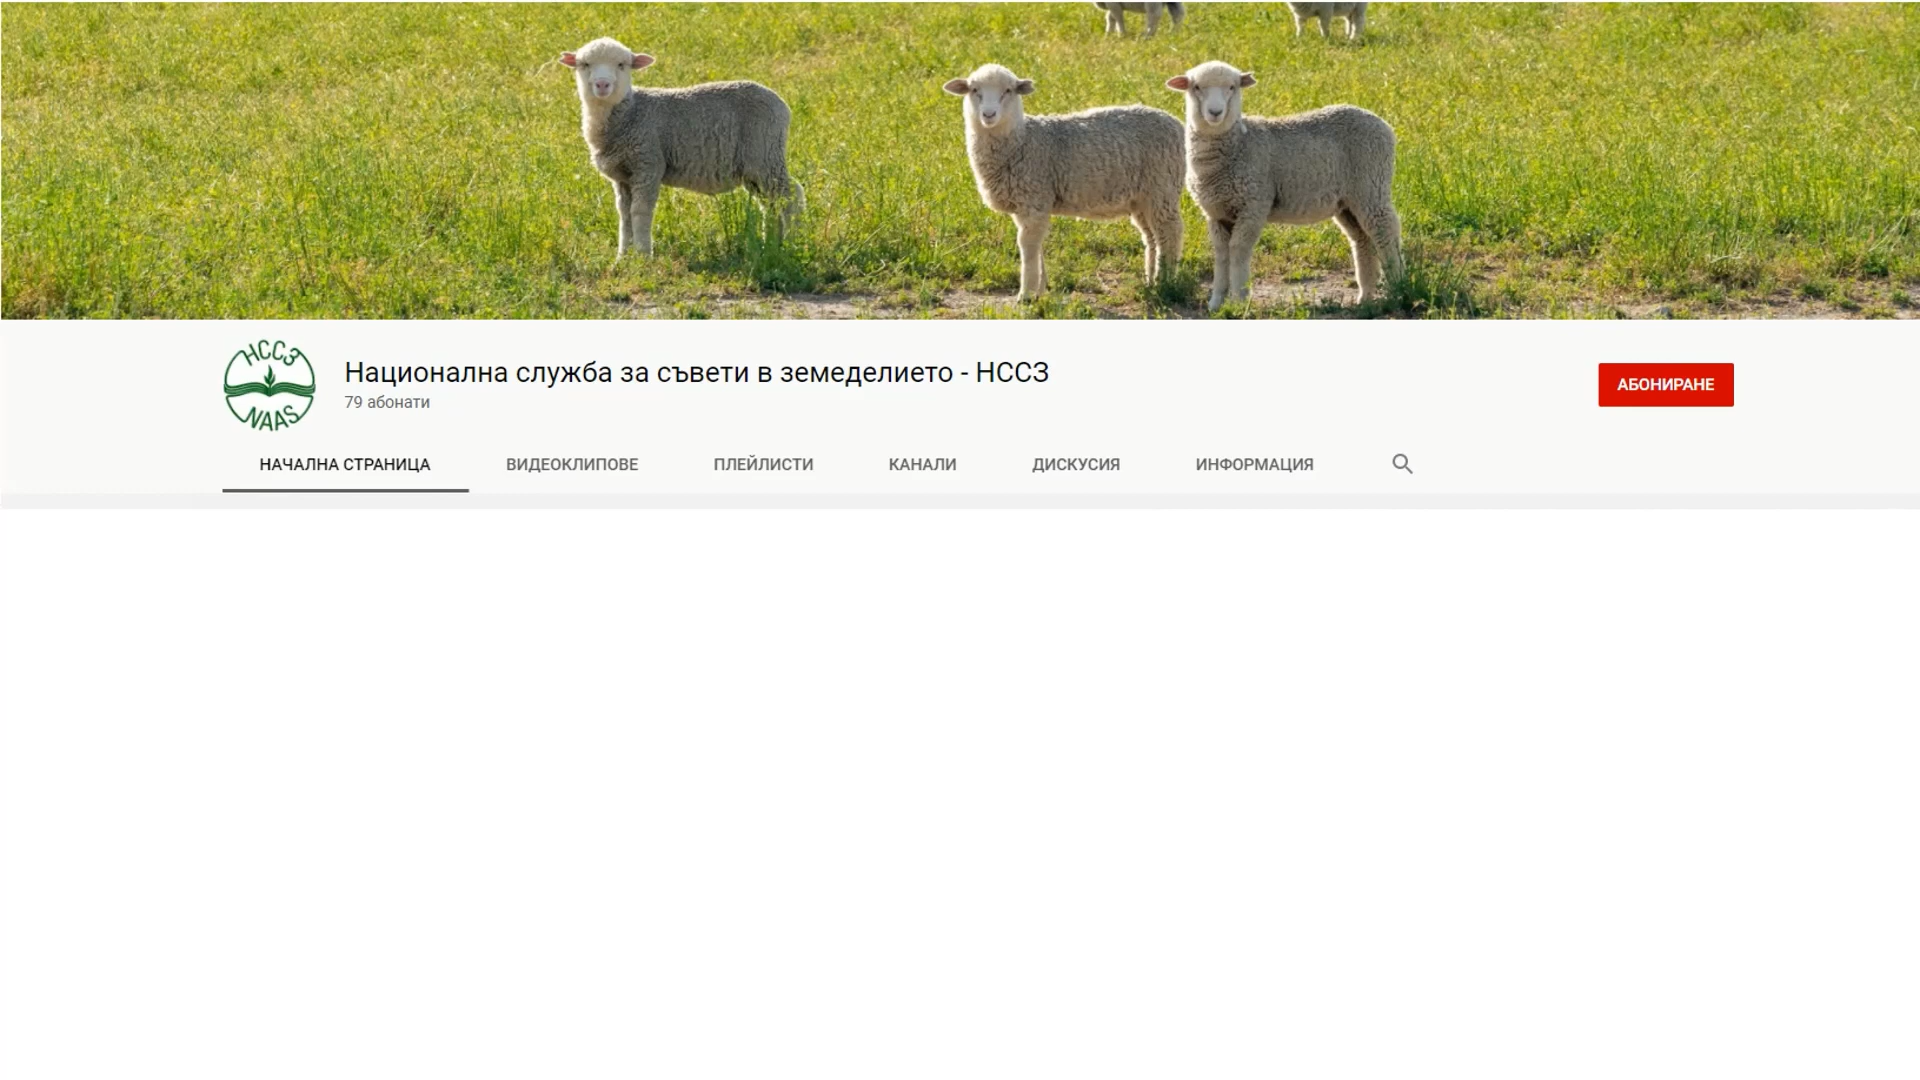 НССЗ
NAAS
Национална служба за съвети в земеделието - НССЗ
79 абонати
АБОНИРАНЕ
НАЧАЛНА СТРАНИЦА ВИДЕОКЛИПОВЕ ПЛЕЙЛИСТИ КАНАЛИ ДИСКУСИЯ ИНФОРМАЦИЯ